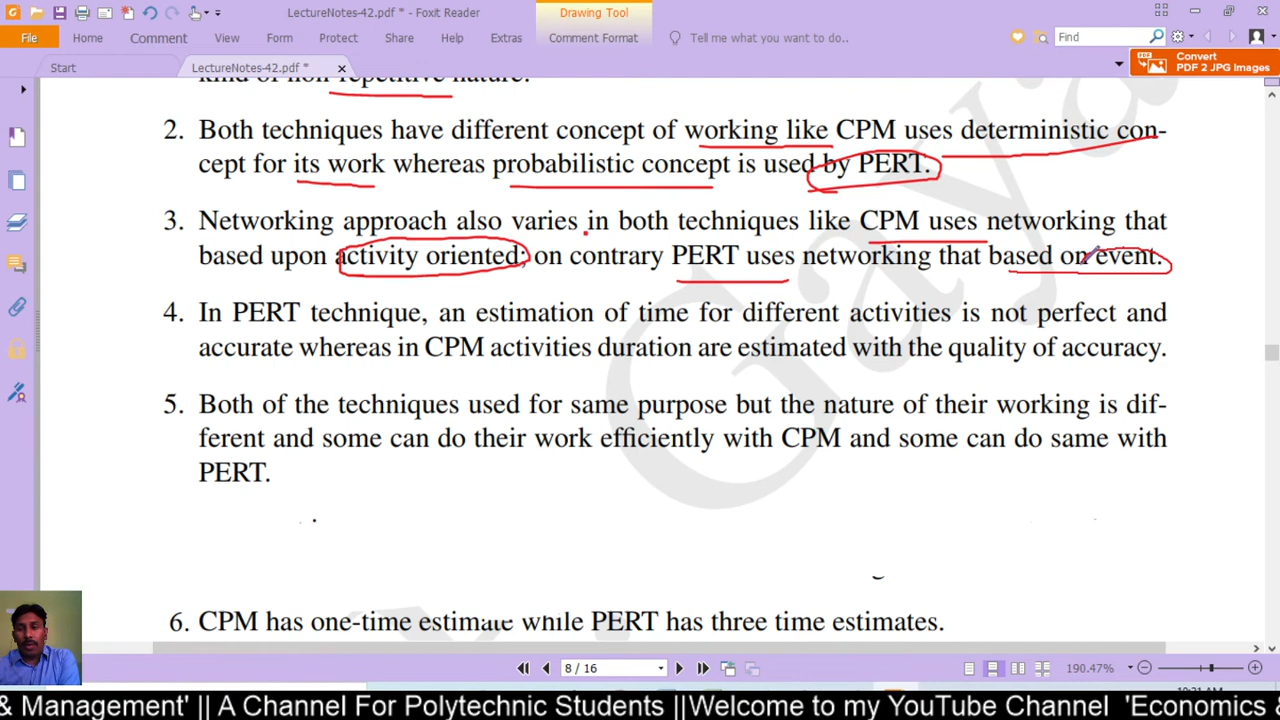 LectureNotes-42.pdf * - Foxit Reader
Drawing Tool
File Home Comment View Form Protect Share Help Extras Comment Format Tell me what you want to do.. Find
Start LectureNotes-42.pdf * Convert
PDF 2 JPG Images
repetitive nature.
2. Both techniques have different concept of working like CPM uses deterministic con-
cept for its work whereas probabilistic concept is used by PERT.
3. Networking approach also varies in both techniques like CPM uses networking that
based upon activity oriented; on contrary PERT uses networking that based on event.
4. In PERT technique, an estimation of time for different activities is not perfect and
accurate whereas in CPM activities duration are estimated with the quality of accuracy.
5. Both of the techniques used for same purpose but the nature of their working is dif-
ferent and some can do their work efficiently with CPM and some can do same with
PERT.
6. CPM has one-time estimate while PERT has three time estimates.
8 / 16 190.47%
& Management' || A Channel For Polytechnic Students ||Welcome to my YouTube Channel 'Economics &